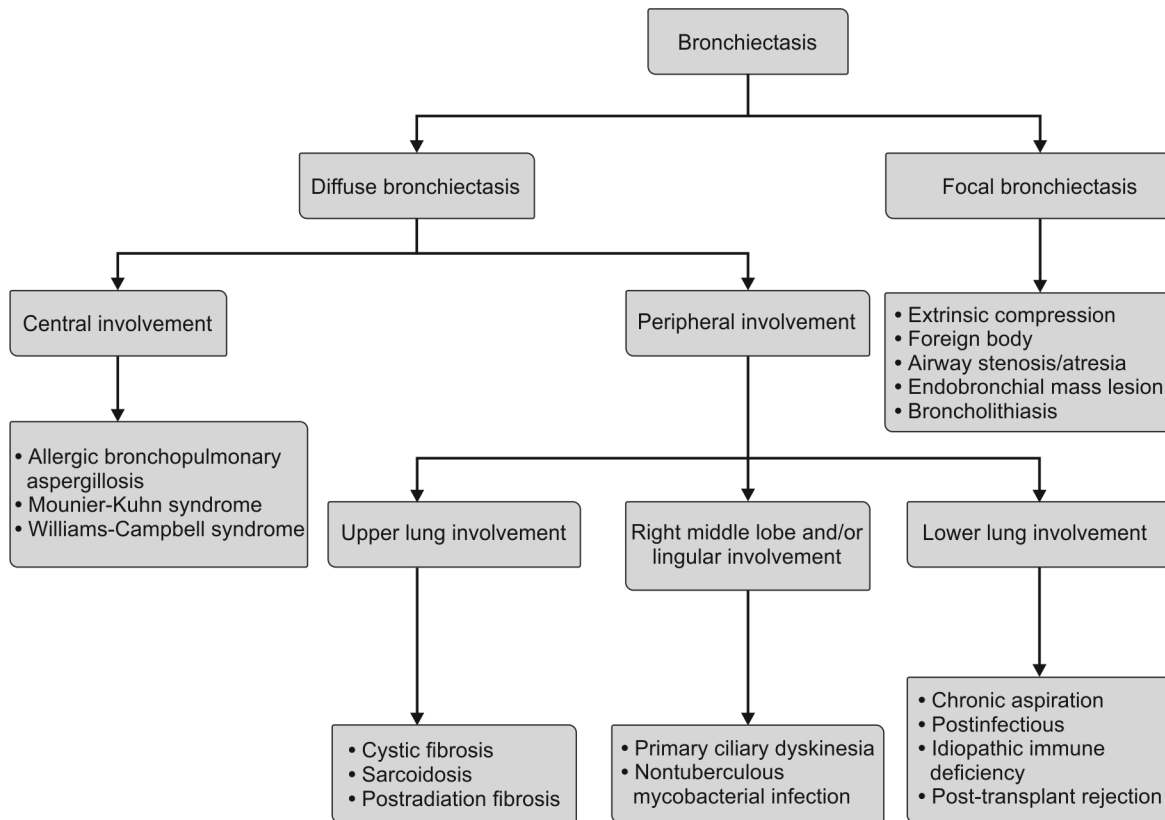 Bronchiectasis
Diffuse bronchiectasis
Focal bronchiectasis
Central involvement
Peripheral involvement
• Extrinsic compression
• Foreign body
• Airway stenosis/atresia
• Endobronchial mass lesion
• Broncholithiasis
• Allergic bronchopulmonary
aspergillosis
• Mounier-Kuhn syndrome
• Williams-Campbell syndrome
Upper lung involvement
Right middle lobe and/or
lingular involvement
Lower lung involvement
• Cystic fibrosis
• Sarcoidosis
• Postradiation fibrosis
• Primary ciliary dyskinesia
• Nontuberculous
mycobacterial infection
• Chronic aspiration
• Postinfectious
• Idiopathic immune
deficiency
• Post-transplant rejection